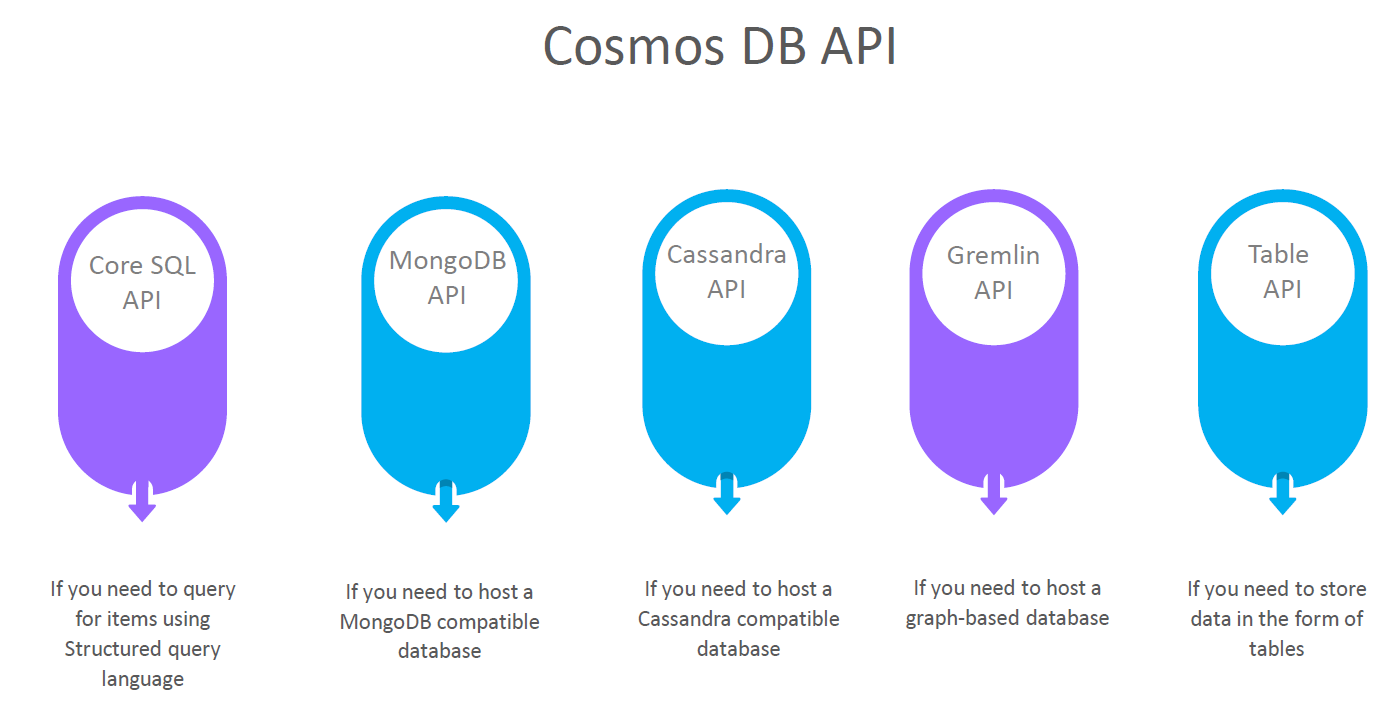 Cosmos DB API
Core SQL
API
MongoDB
API
Cassandra
API
Gremlin
API
Table
API
If you need to query
for items using
Structured query
language
If you need to host a
MongoDB compatible
database
If you need to host a
Cassandra compatible
database
If you need to host a
graph-based database
If you need to store
data in the form of
tables